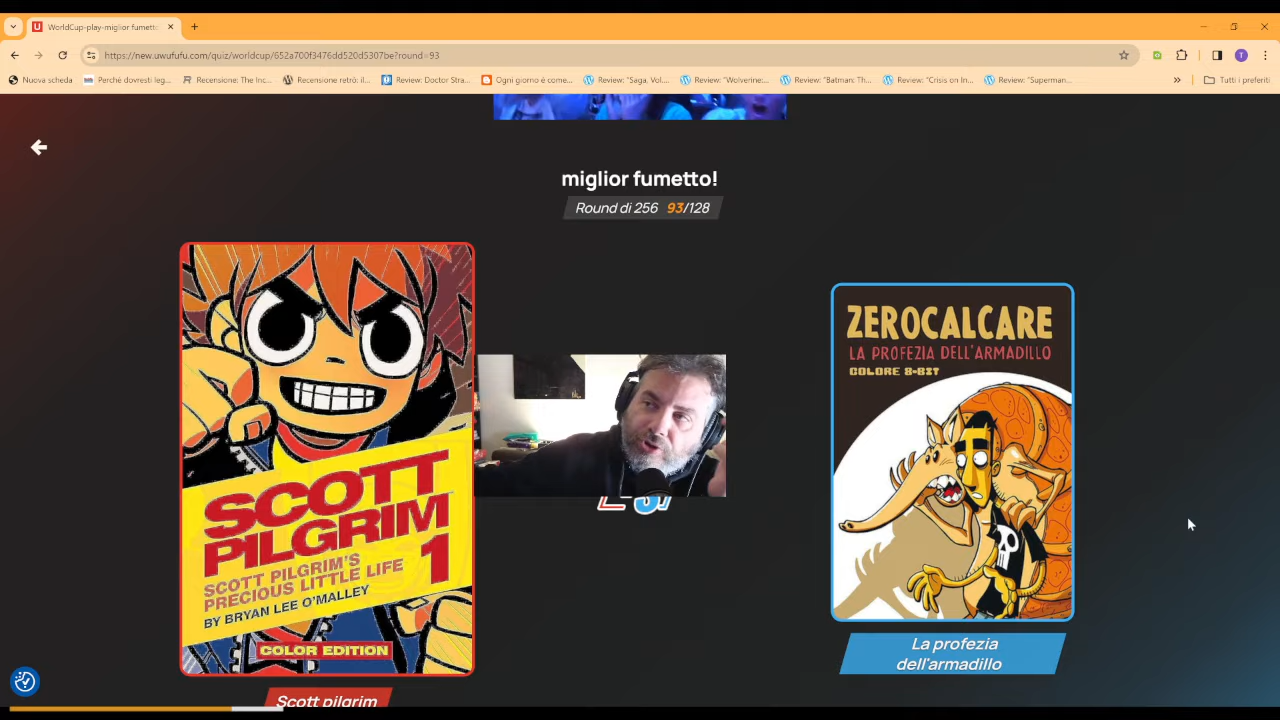 WorldCup-play-miglior fumetto
https://new.uwufufu.com/quiz/worldcup/652a700f3476dd520d5307be?round=93
T
Nuova scheda
Perché dovresti leg...
Recensione: The Inc...
Recensione retrò: il...
Review: Doctor Stra...
Ogni giorno è come...
Review: "Saga, Vol....
Review: "Wolverine:...
Review: "Batman: Th...
Review: "Crisis on In...
Review: "Superman...
Tutti i preferiti
miglior fumetto!
Round di 256 93/128
SCOTT
PILGRIM 1
SCOTT PILGRIM'S
PRECIOUS LITTLE LIFE
BY BRYAN LEE O'MALLEY
COLOR EDITION
Scott pilgrim
ZEROCALCARE
LA PROFEZIA DELL'ARMADILLO
COLORE 8-BIT
La profezia
dell'armadillo